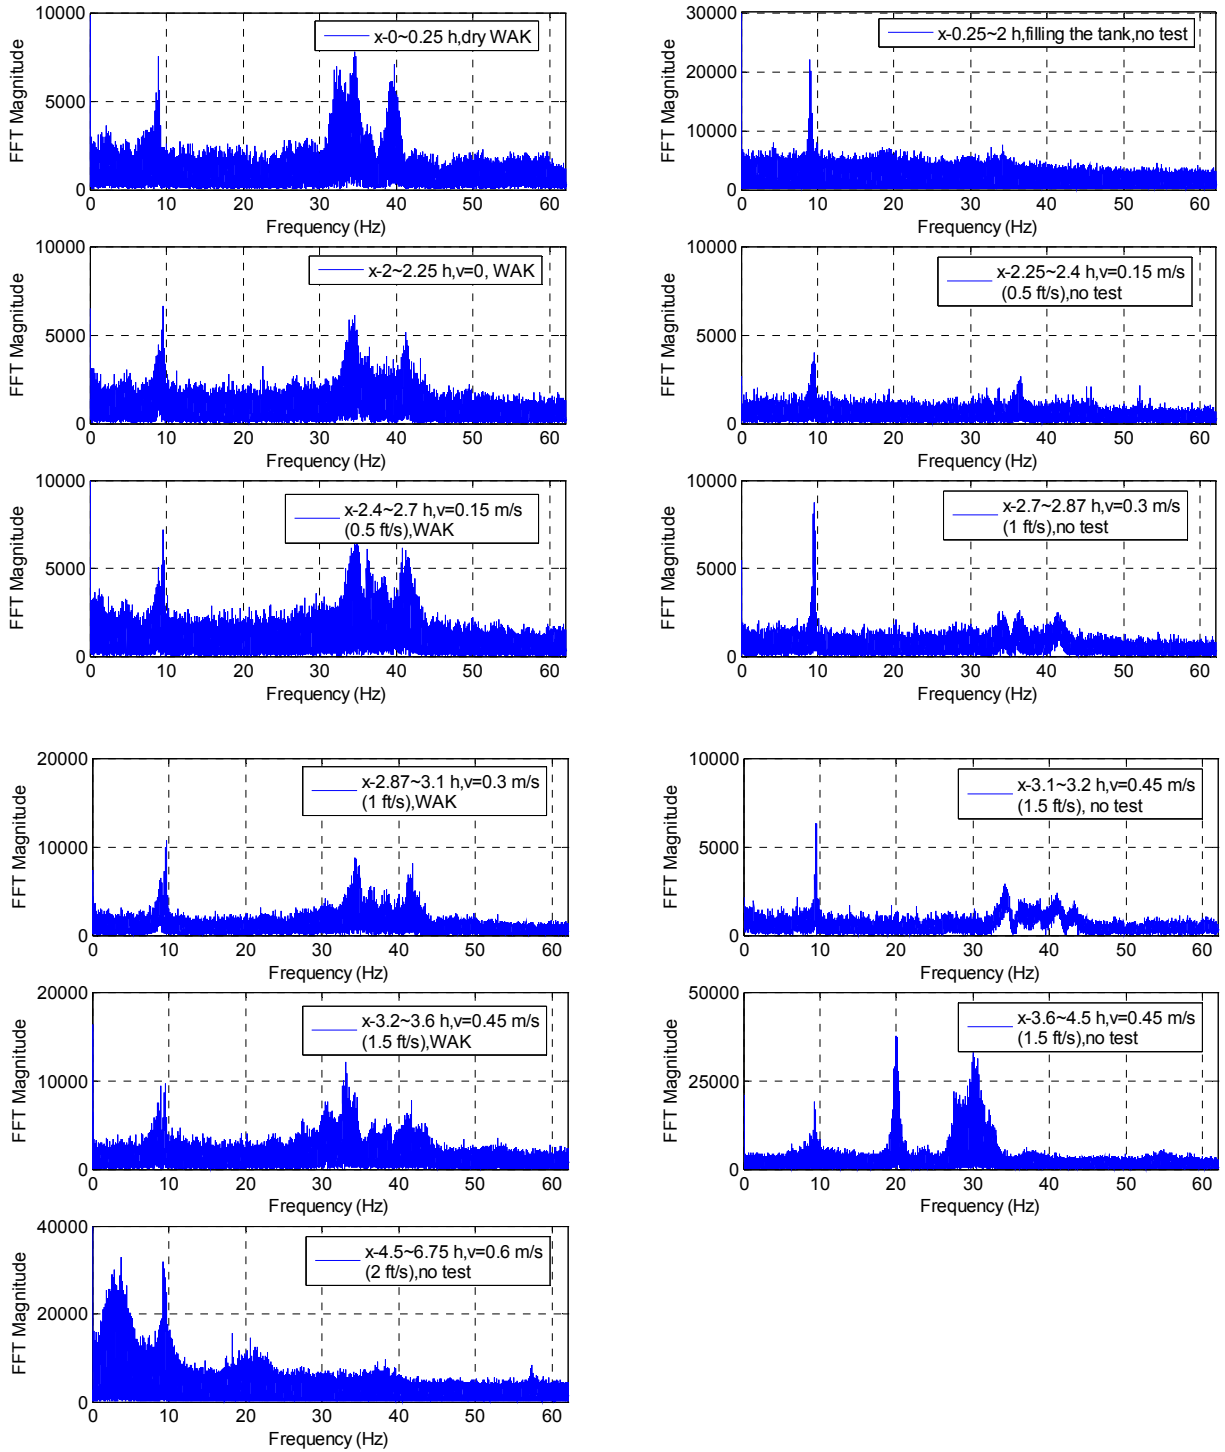 10000
5000
0
FFT Magnitude
x-0~0.25 h,dry WAK
0 10 20 30 40 50 60
Frequency (Hz)
30000
20000
10000
0
FFT Magnitude
x-0.25~2 h,filling the tank,no test
0 10 20 30 40 50 60
Frequency (Hz)
10000
5000
0
FFT Magnitude
x-2~2.25 h,v=0, WAK
0 10 20 30 40 50 60
Frequency (Hz)
10000
5000
0
FFT Magnitude
x-2.25~2.4 h,v=0.15 m/s
(0.5 ft/s),no test
0 10 20 30 40 50 60
Frequency (Hz)
10000
5000
0
FFT Magnitude
x-2.4~2.7 h,v=0.15 m/s
(0.5 ft/s),WAK
0 10 20 30 40 50 60
Frequency (Hz)
10000
5000
0
FFT Magnitude
x-2.7~2.87 h,v=0.3 m/s
(1 ft/s),no test
0 10 20 30 40 50 60
Frequency (Hz)
20000
10000
0
FFT Magnitude
x-2.87~3.1 h,v=0.3 m/s
(1 ft/s),WAK
0 10 20 30 40 50 60
Frequency (Hz)
10000
5000
0
FFT Magnitude
x-3.1~3.2 h,v=0.45 m/s
(1.5 ft/s), no test
0 10 20 30 40 50 60
Frequency (Hz)
20000
10000
0
FFT Magnitude
x-3.2~3.6 h,v=0.45 m/s
(1.5 ft/s),WAK
0 10 20 30 40 50 60
Frequency (Hz)
50000
25000
0
FFT Magnitude
x-3.6~4.5 h,v=0.45 m/s
(1.5 ft/s),no test
0 10 20 30 40 50 60
Frequency (Hz)
40000
20000
0
FFT Magnitude
x-4.5~6.75 h,v=0.6 m/s
(2 ft/s),no test
0 10 20 30 40 50 60
Frequency (Hz)